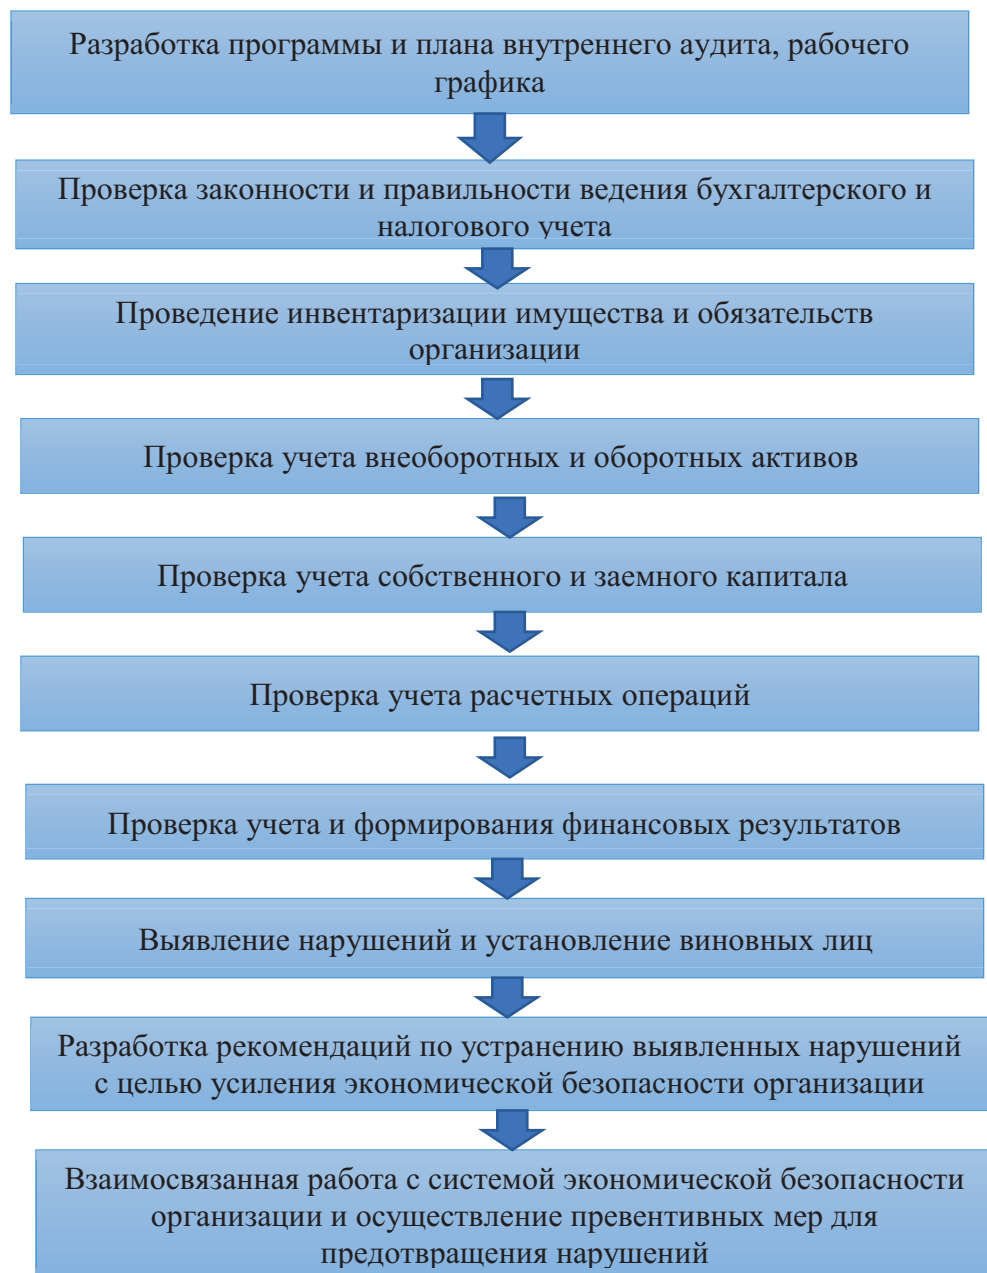 Разработка программы и плана внутреннего аудита, рабочего
графика
Проверка законности и правильности ведения бухгалтерского и
налогового учета
Проведение инвентаризации имущества и обязательств
организации
Проверка учета внеоборотных и оборотных активов
Проверка учета собственного и заемного капитала
Проверка учета расчетных операций
Проверка учета и формирования финансовых результатов
Выявление нарушений и установление виновных лиц
Разработка рекомендаций по устранению выявленных нарушений
с целью усиления экономической безопасности организации
Взаимосвязанная работа с системой экономической безопасности
организации и осуществление превентивных мер для
предотвращения нарушений